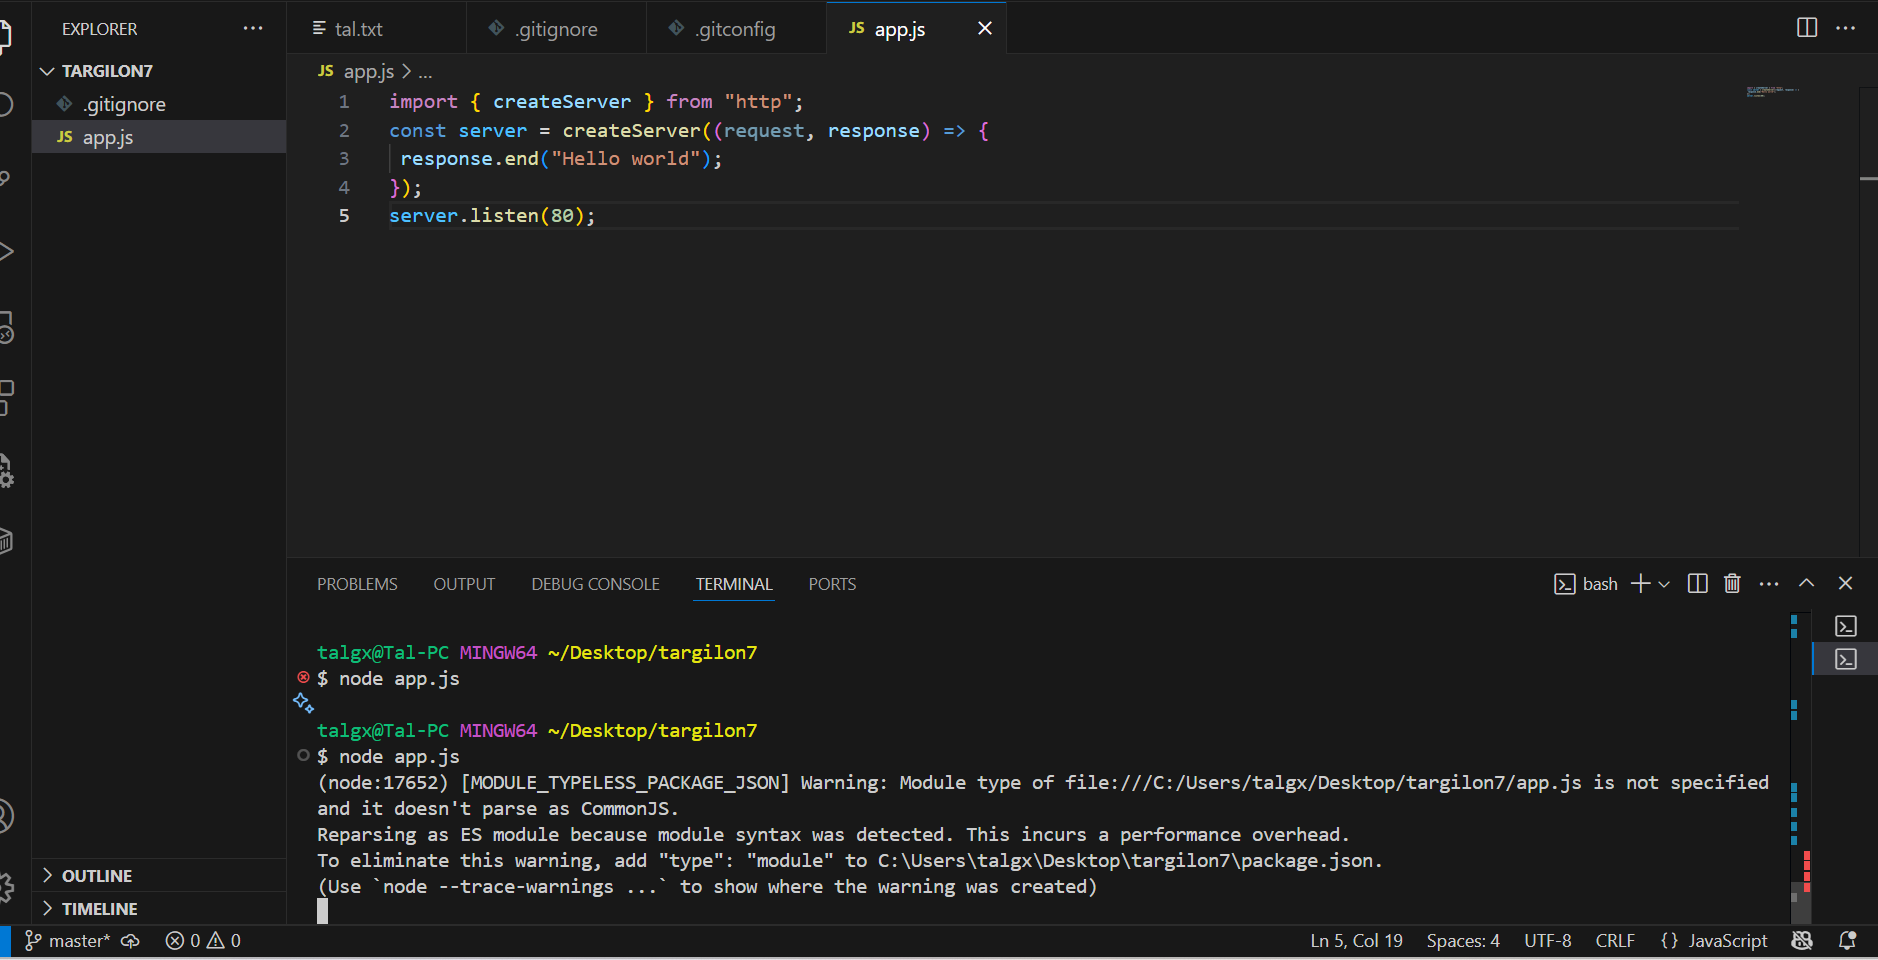 EXPLORER
TARGILON7
.gitignore
JS app.js
OUTLINE
TIMELINE
tal.txt
.gitignore
.gitconfig
JS app.js
JS app.js > ...
1 import { createServer } from "http";
2 const server = createServer((request, response) => {
3 response.end("Hello world");
4 });
5 server.listen(80);
PROBLEMS OUTPUT DEBUG CONSOLE TERMINAL PORTS
bash
talgx@Tal-PC MINGW64 ~/Desktop/targilon7
$ node app.js
talgx@Tal-PC MINGW64 ~/Desktop/targilon7
$ node app.js
(node:17652) [MODULE_TYPELESS_PACKAGE_JSON] Warning: Module type of file:///C:/Users/talgx/Desktop/targilon7/app.js is not specified
and it doesn't parse as CommonJS.
Reparsing as ES module because module syntax was detected. This incurs a performance overhead.
To eliminate this warning, add "type": "module" to C:\Users\talgx\Desktop\targilon7\package.json.
(Use `node --trace-warnings ...` to show where the warning was created)
master* 0 0 Ln 5, Col 19 Spaces: 4 UTF-8 CRLF {} JavaScript